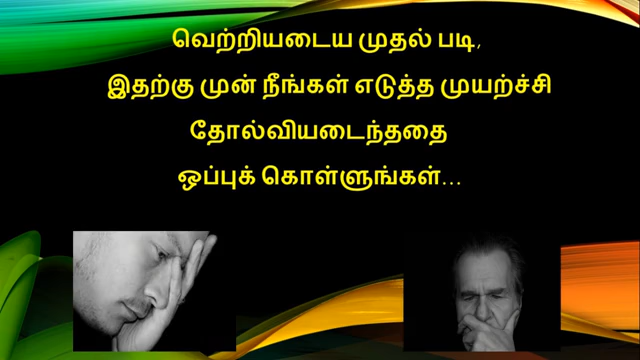 வெற்றியடைய முதல் படி,
இதற்கு முன் நீங்கள் எடுத்த முயற்ச்சி
தோல்வியடைந்ததை
ஒப்புக் கொள்ளுங்கள்...